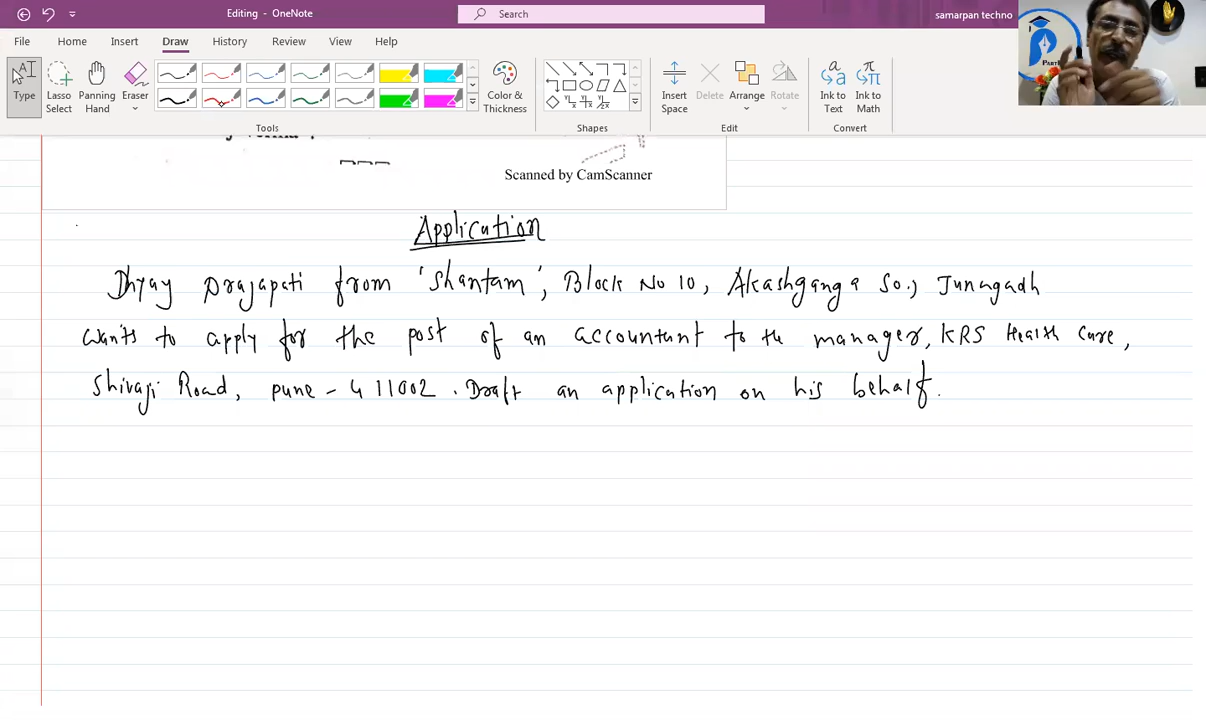 Editing - OneNote
Search
samarpan techno
File Home Insert Draw History Review View Help
Type
Lasso Select
Panning Hand
Eraser
Color & Thickness
Insert Space
Delete
Arrange
Rotate
Ink to Text
Ink to Math
Tools
Shapes
Edit
Convert
Scanned by CamScanner
Application
Dhyay Prajapati from 'Shantam', Block No 10, Akashganga So., Junagadh
wants to apply for the post of an accountant to the manager, KRS Health Care,
Shivaji Road, pune - 411002. Draft an application on his behalf.